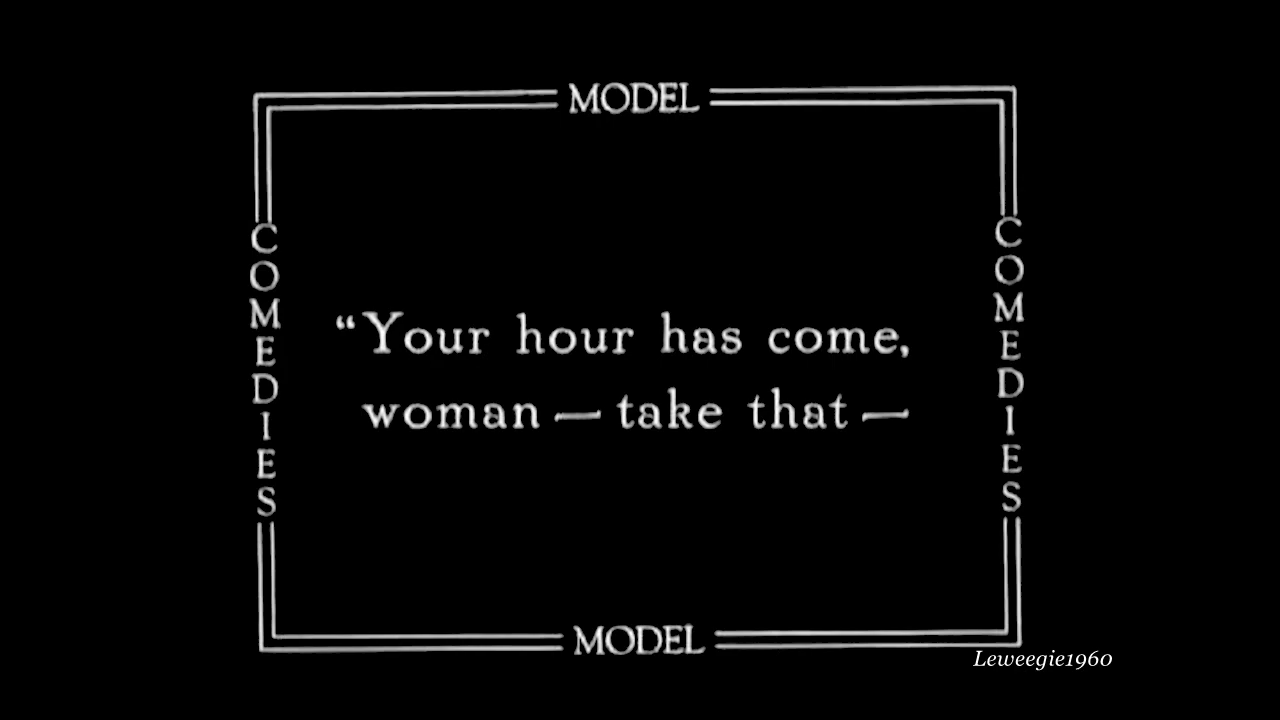 MODEL
COMEDIES
COMEDIES
“Your hour has come,
woman — take that —
MODEL
Leweegie1960